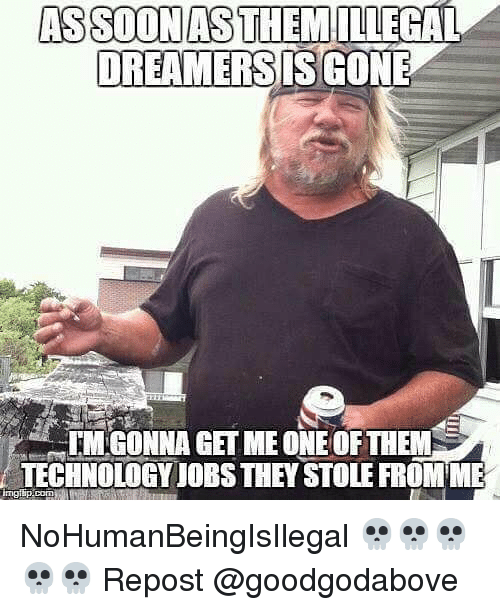 AS SOON AS THEM ILLEGAL
DREAMERS IS GONE
I'M GONNA GET ME ONE OF THEM
TECHNOLOGY JOBS THEY STOLE FROM ME
imgflip.com
NoHumanBeingIsIllegal 💀💀💀
💀💀 Repost @goodgodabove